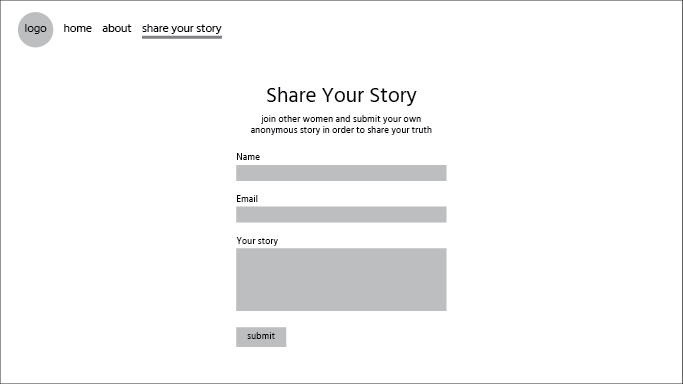 logo home about share your story
Share Your Story
join other women and submit your own
anonymous story in order to share your truth
Name
Email
Your story
submit